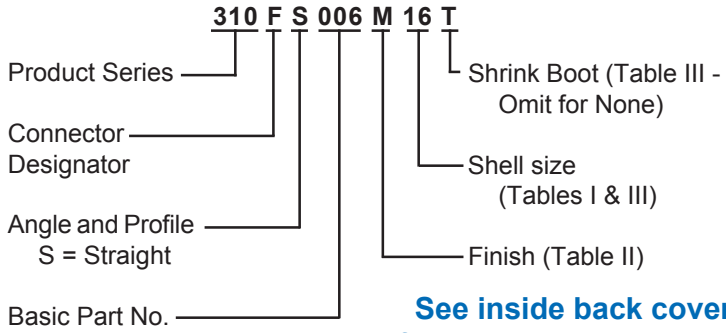 310 F S 006 M 16 T
Product Series
Connector
Designator
Angle and Profile
S = Straight
Basic Part No.
Shrink Boot (Table III -
Omit for None)
Shell size
(Tables I & III)
Finish (Table II)
See inside back cover